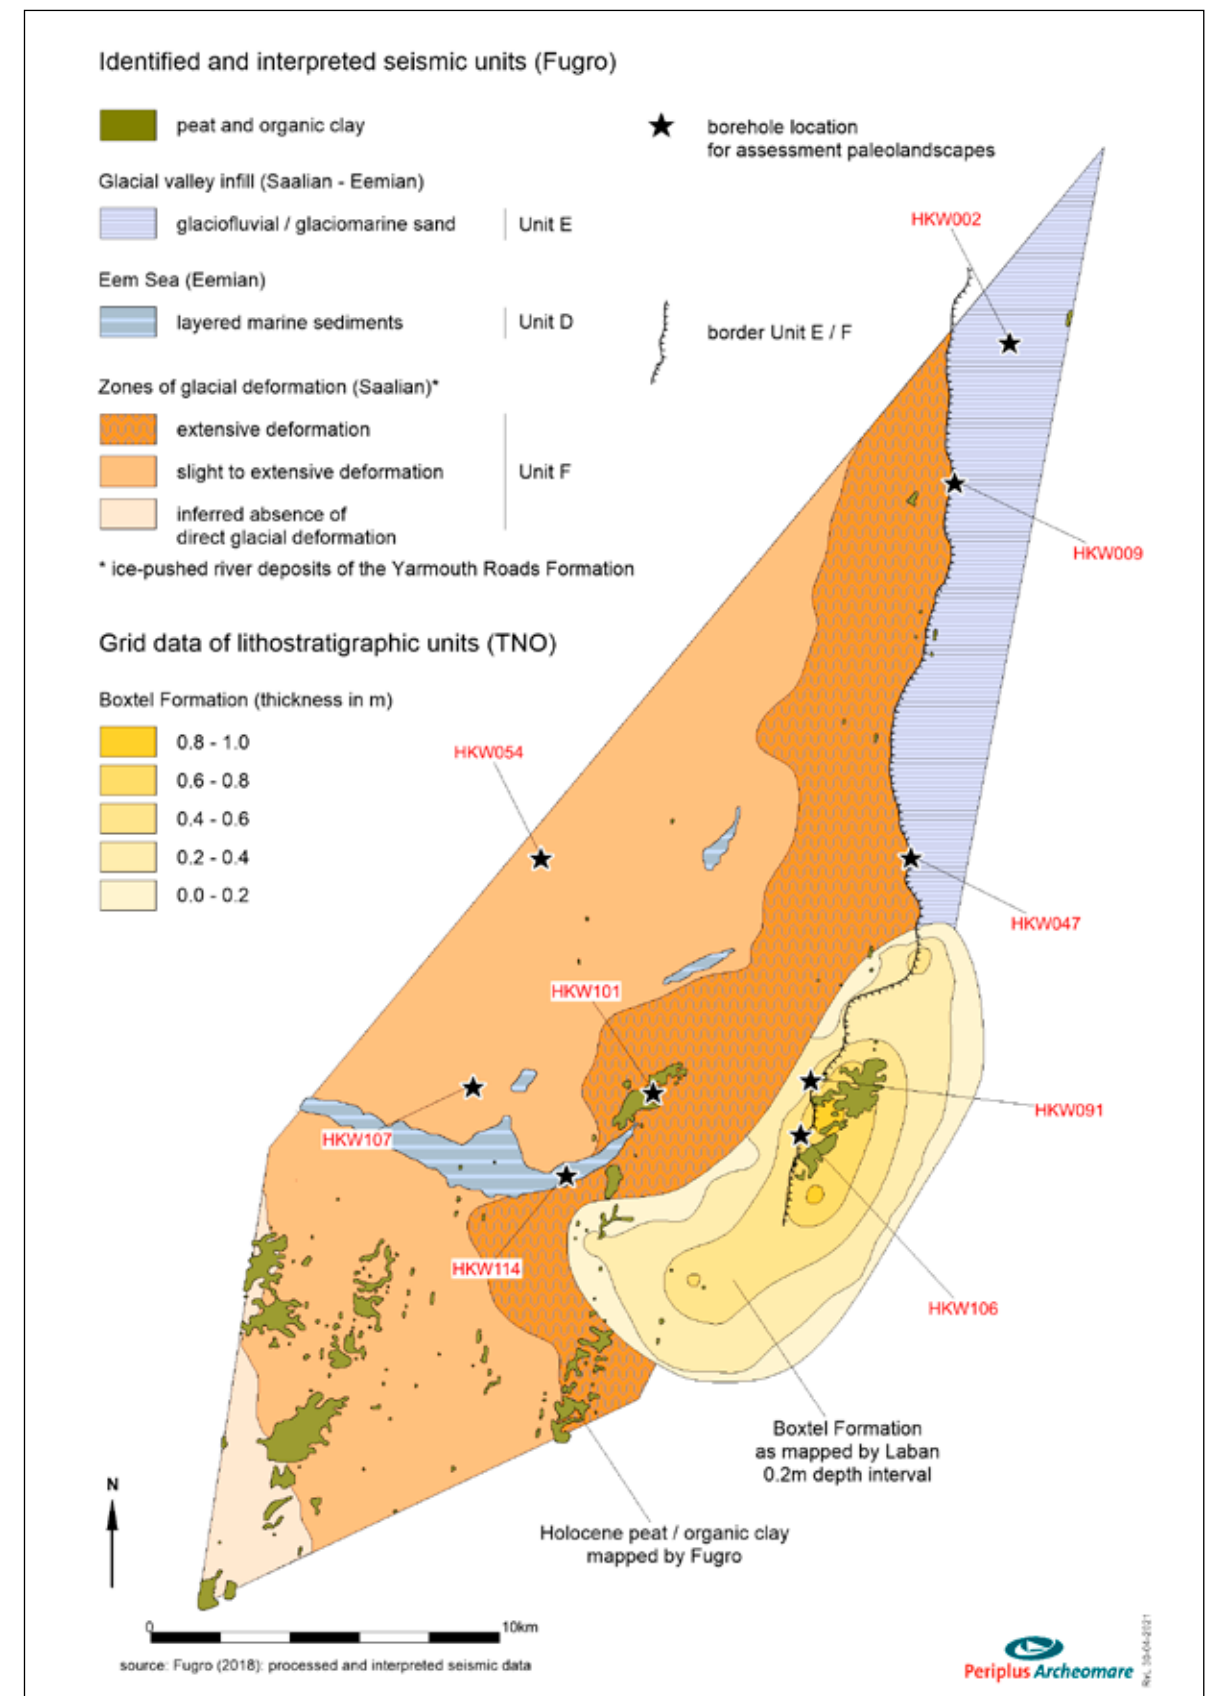 Identified and interpreted seismic units (Fugro)
peat and organic clay
borehole location
for assessment paleolandscapes
Glacial valley infill (Saalian - Eemian)
glaciofluvial / glaciomarine sand
Unit E
Eem Sea (Eemian)
layered marine sediments
Unit D
border Unit E / F
Zones of glacial deformation (Saalian)*
extensive deformation
slight to extensive deformation
Unit F
inferred absence of
direct glacial deformation
* ice-pushed river deposits of the Yarmouth Roads Formation
Grid data of lithostratigraphic units (TNO)
Boxtel Formation (thickness in m)
0.8 - 1.0
0.6 - 0.8
0.4 - 0.6
0.2 - 0.4
0.0 - 0.2
HKW002
HKW009
HKW054
HKW047
HKW101
HKW091
HKW107
HKW114
HKW106
Boxtel Formation
as mapped by Laban
0.2m depth interval
Holocene peat / organic clay
mapped by Fugro
N
0
10km
source: Fugro (2018): processed and interpreted seismic data
Periplus Archeomare
RvL 30-04-2021